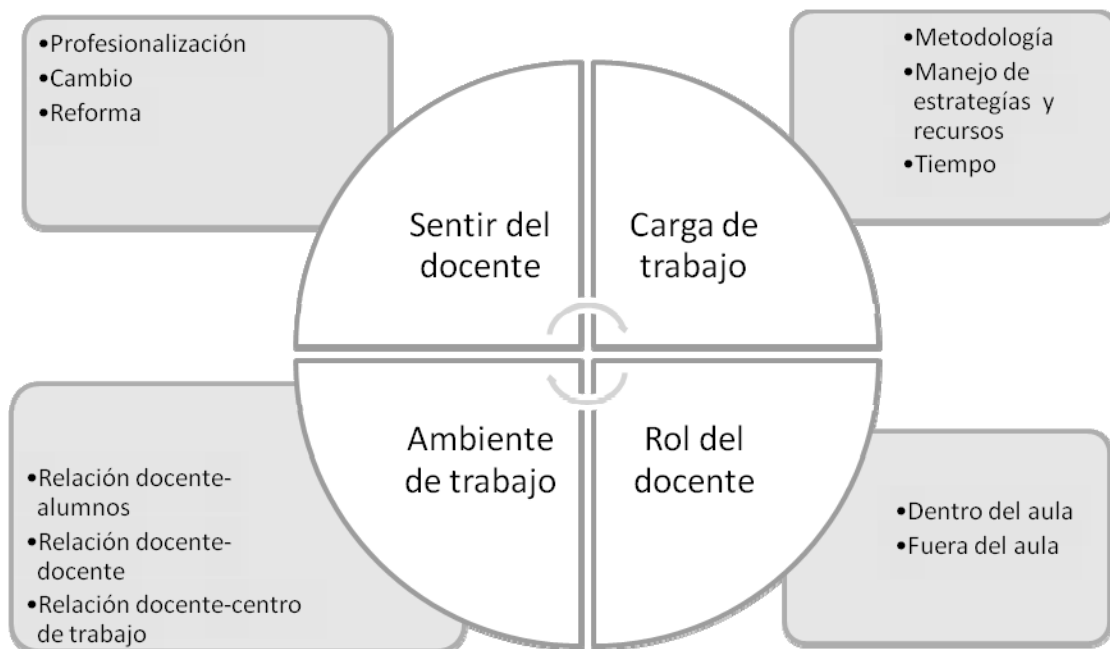 •Profesionalización
•Cambio
•Reforma
•Metodología
•Manejo de
estrategías y
recursos
•Tiempo
Sentir del
docente
Carga de
trabajo
Ambiente
de trabajo
Rol del
docente
•Relación docente-
alumnos
•Relación docente-
docente
•Relación docente-centro
de trabajo
•Dentro del aula
•Fuera del aula